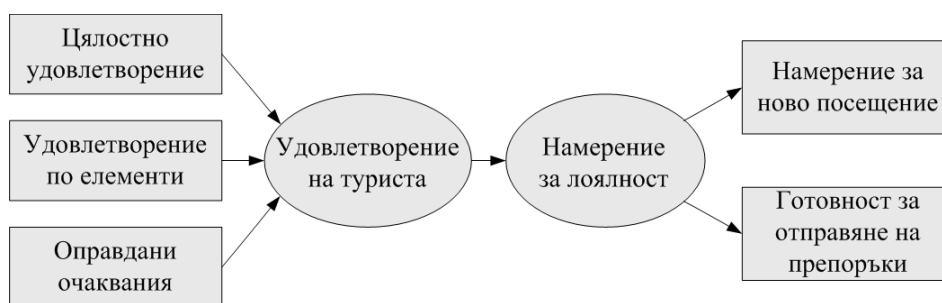 Цялостно
удовлетворение
Удовлетворение
по елементи
Оправдани
очаквания
Удовлетворение
на туриста
Намерение
за лоялност
Намерение за
ново посещение
Готовност за
отправяне на
препоръки